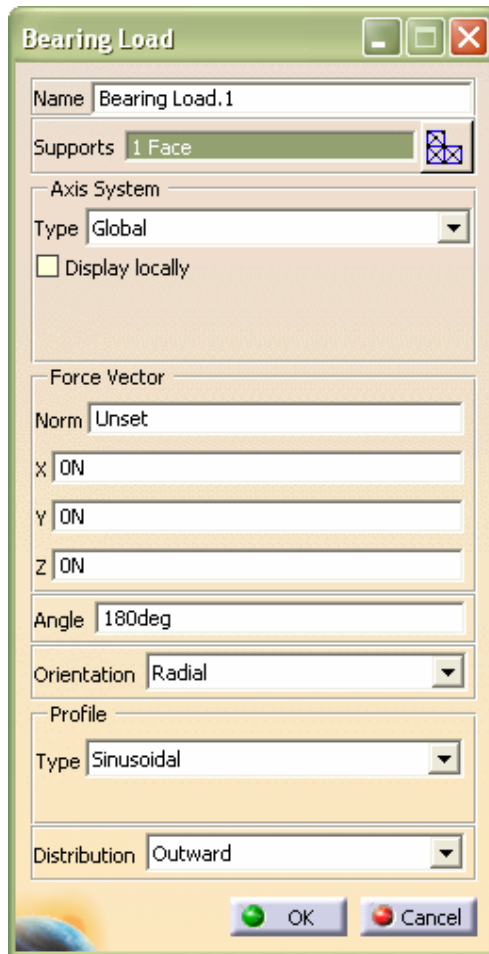 Bearing Load
Name Bearing Load.1
Supports 1 Face
Axis System
Type Global
Display locally
Force Vector
Norm Unset
X 0N
Y 0N
Z 0N
Angle 180deg
Orientation Radial
Profile
Type Sinusoidal
Distribution Outward
OK Cancel